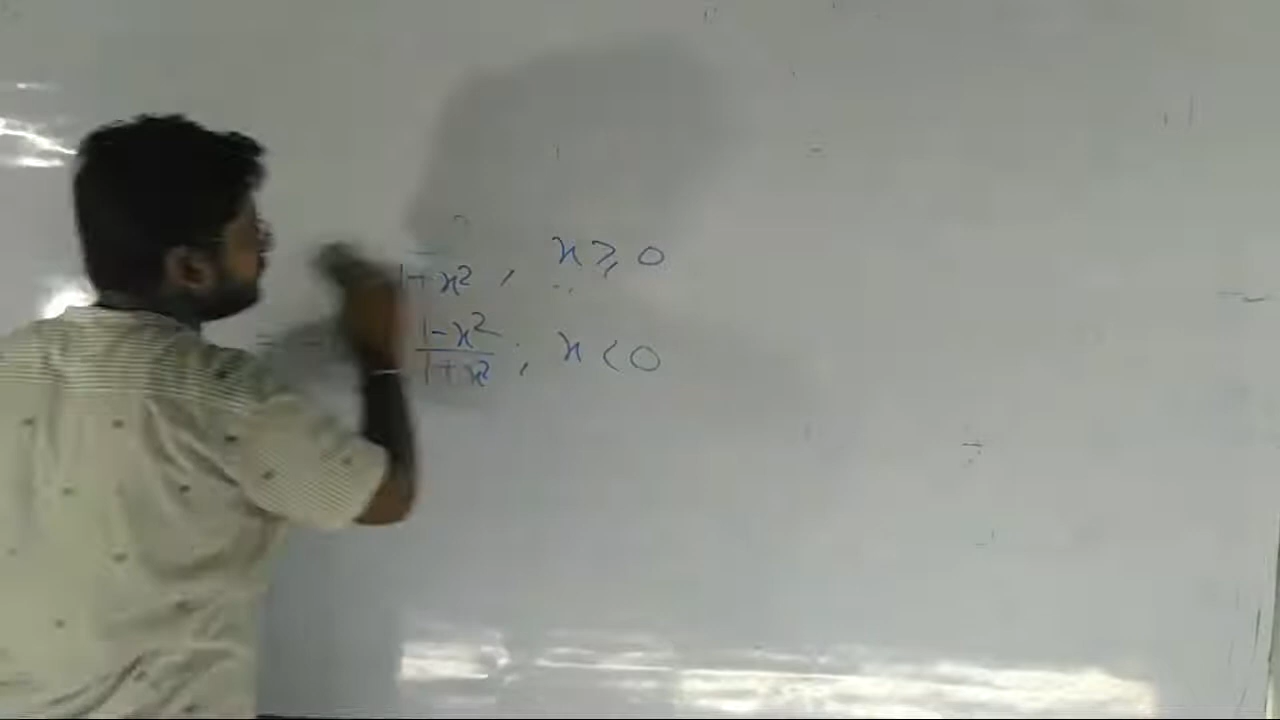 1+x², x ≥ 0
1-x²
1+x² ; x < 0